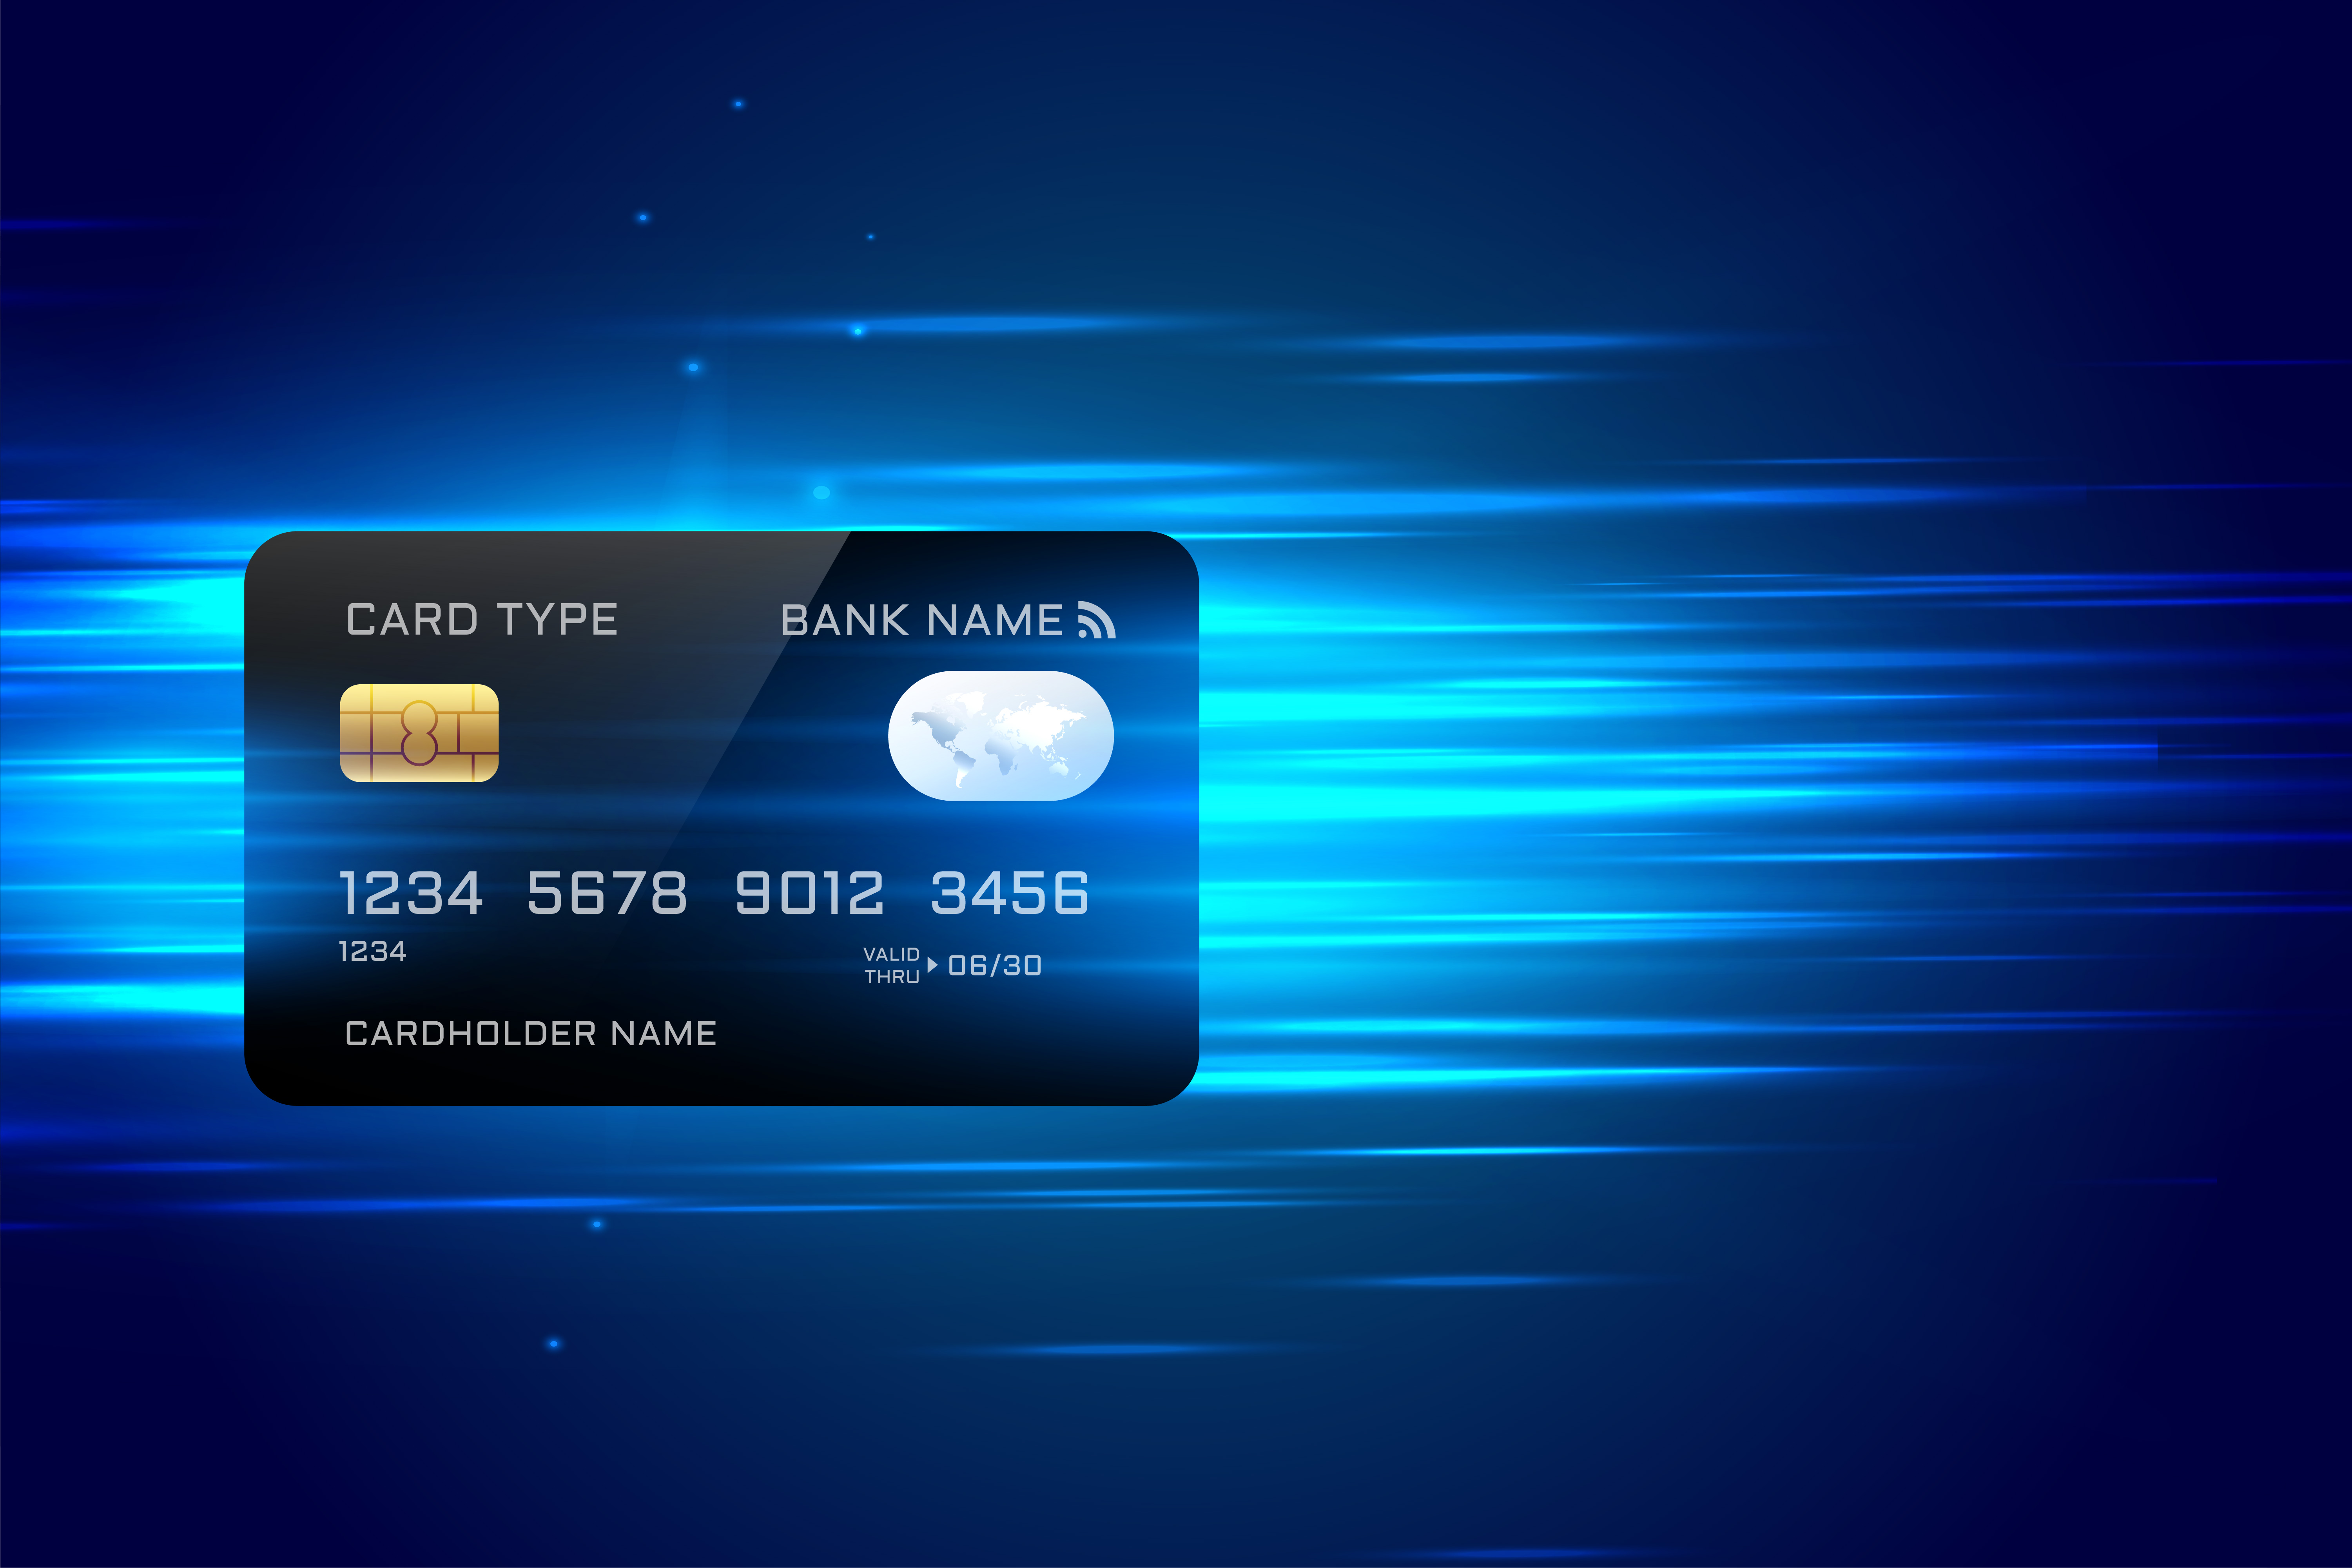 CARD TYPE
BANK NAME
1234 5678 9012 3456
1234
VALID
THRU
06/30
CARDHOLDER NAME